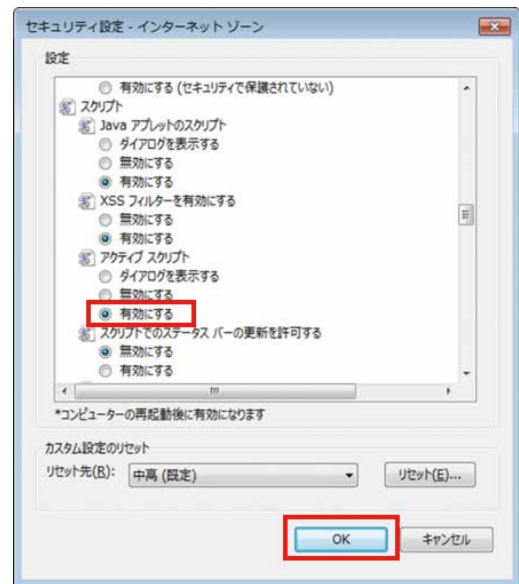 セキュリティ設定 - インターネット ゾーン
設定
有効にする (セキュリティで保護されていない)
スクリプト
Java アプレットのスクリプト
ダイアログを表示する
無効にする
有効にする
XSS フィルターを有効にする
無効にする
有効にする
アクティブ スクリプト
ダイアログを表示する
無効にする
有効にする
スクリプトでのステータス バーの更新を許可する
無効にする
有効にする
*コンピューターの再起動後に有効になります
カスタム設定のリセット
リセット先(R): 中高 (既定) リセット(E)...
OK キャンセル